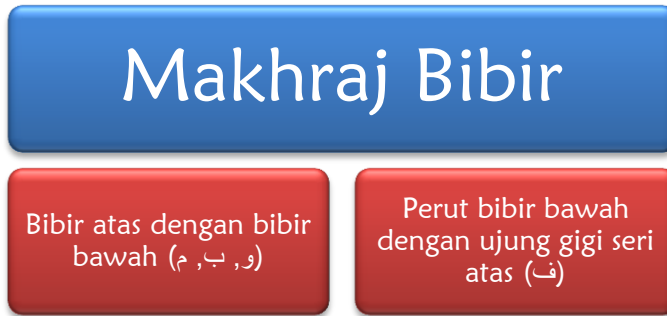 Makhraj Bibir
Bibir atas dengan bibir
bawah (و, ب, م)
Perut bibir bawah
dengan ujung gigi seri
atas (ف)